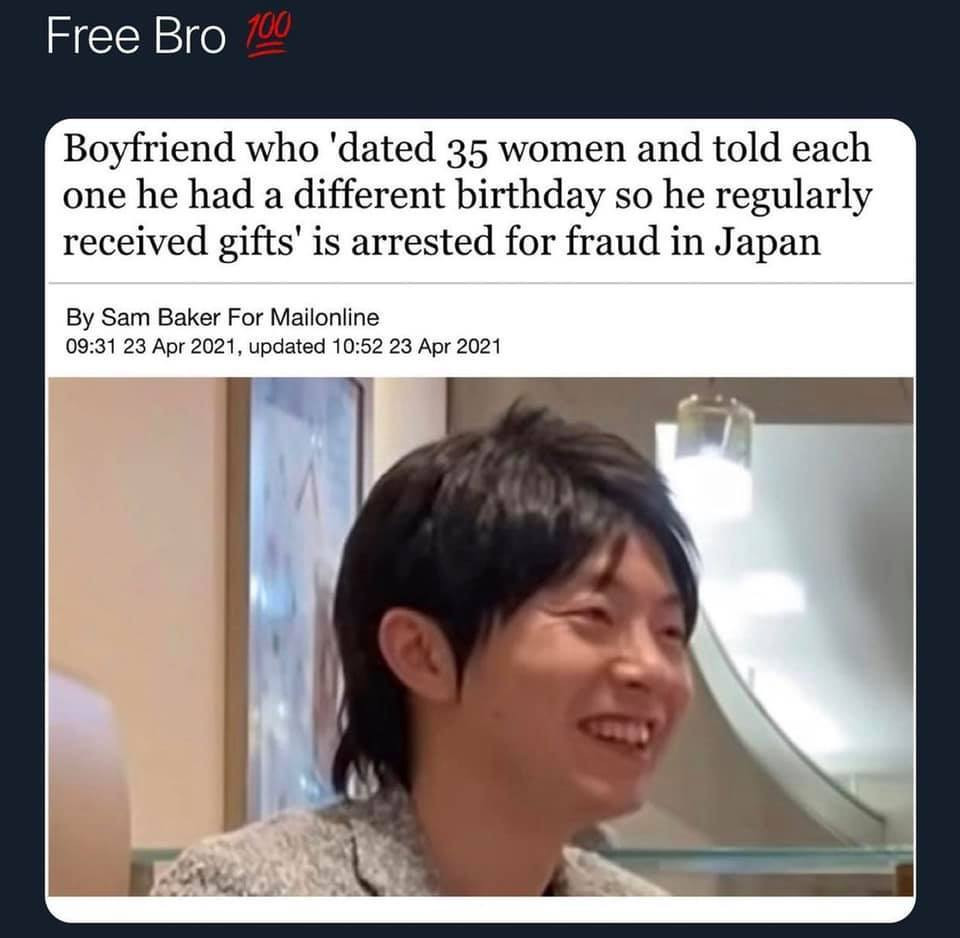 Free Bro 💯
Boyfriend who 'dated 35 women and told each
one he had a different birthday so he regularly
received gifts' is arrested for fraud in Japan
By Sam Baker For Mailonline
09:31 23 Apr 2021, updated 10:52 23 Apr 2021